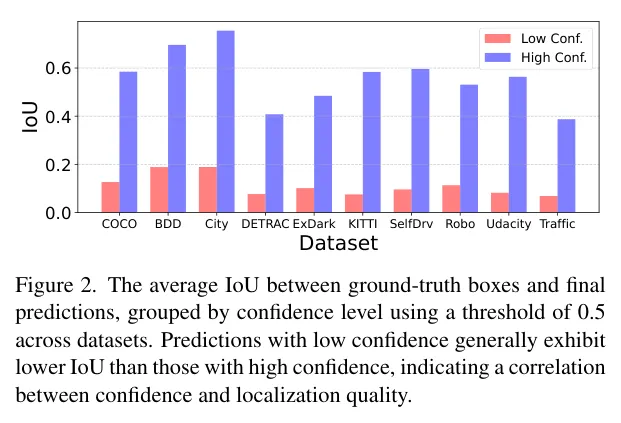 Low Conf.
High Conf.
IoU
0.6
0.4
0.2
0.0
COCO BDD City DETRAC ExDark KITTI SelfDrv Robo Udacity Traffic
Dataset
Figure 2. The average IoU between ground-truth boxes and final
predictions, grouped by confidence level using a threshold of 0.5
across datasets. Predictions with low confidence generally exhibit
lower IoU than those with high confidence, indicating a correlation
between confidence and localization quality.